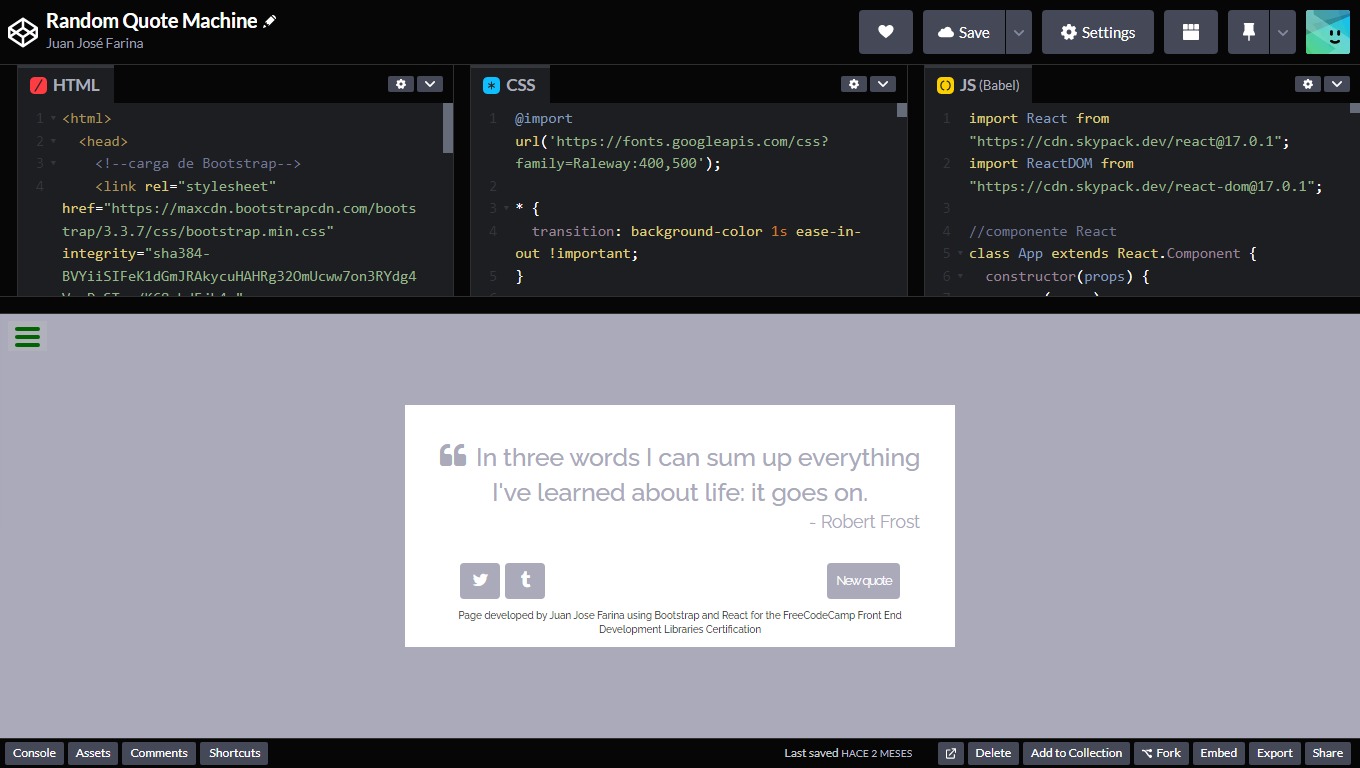 Random Quote Machine
Juan José Farina
Save
Settings
HTML
1 <html>
2 <head>
3 <!--carga de Bootstrap-->
4 <link rel="stylesheet"
href="https://maxcdn.bootstrapcdn.com/boots
trap/3.3.7/css/bootstrap.min.css"
integrity="sha384-
BVYiiSIFeK1dGmJRAkycuHAHRg32OmUcww7on3RYdg4
CSS
1 @import
url('https://fonts.googleapis.com/css?
family=Raleway:400,500');
2
3 * {
4 transition: background-color 1s ease-in-
out !important;
5 }
JS (Babel)
1 import React from
"https://cdn.skypack.dev/react@17.0.1";
2 import ReactDOM from
"https://cdn.skypack.dev/react-dom@17.0.1";
3
4 //componente React
5 class App extends React.Component {
6 constructor(props) {
In three words I can sum up everything
I've learned about life: it goes on.
- Robert Frost
New quote
Page developed by Juan Jose Farina using Bootstrap and React for the FreeCodeCamp Front End
Development Libraries Certification
Console Assets Comments Shortcuts
Last saved HACE 2 MESES
Delete Add to Collection Fork Embed Export Share